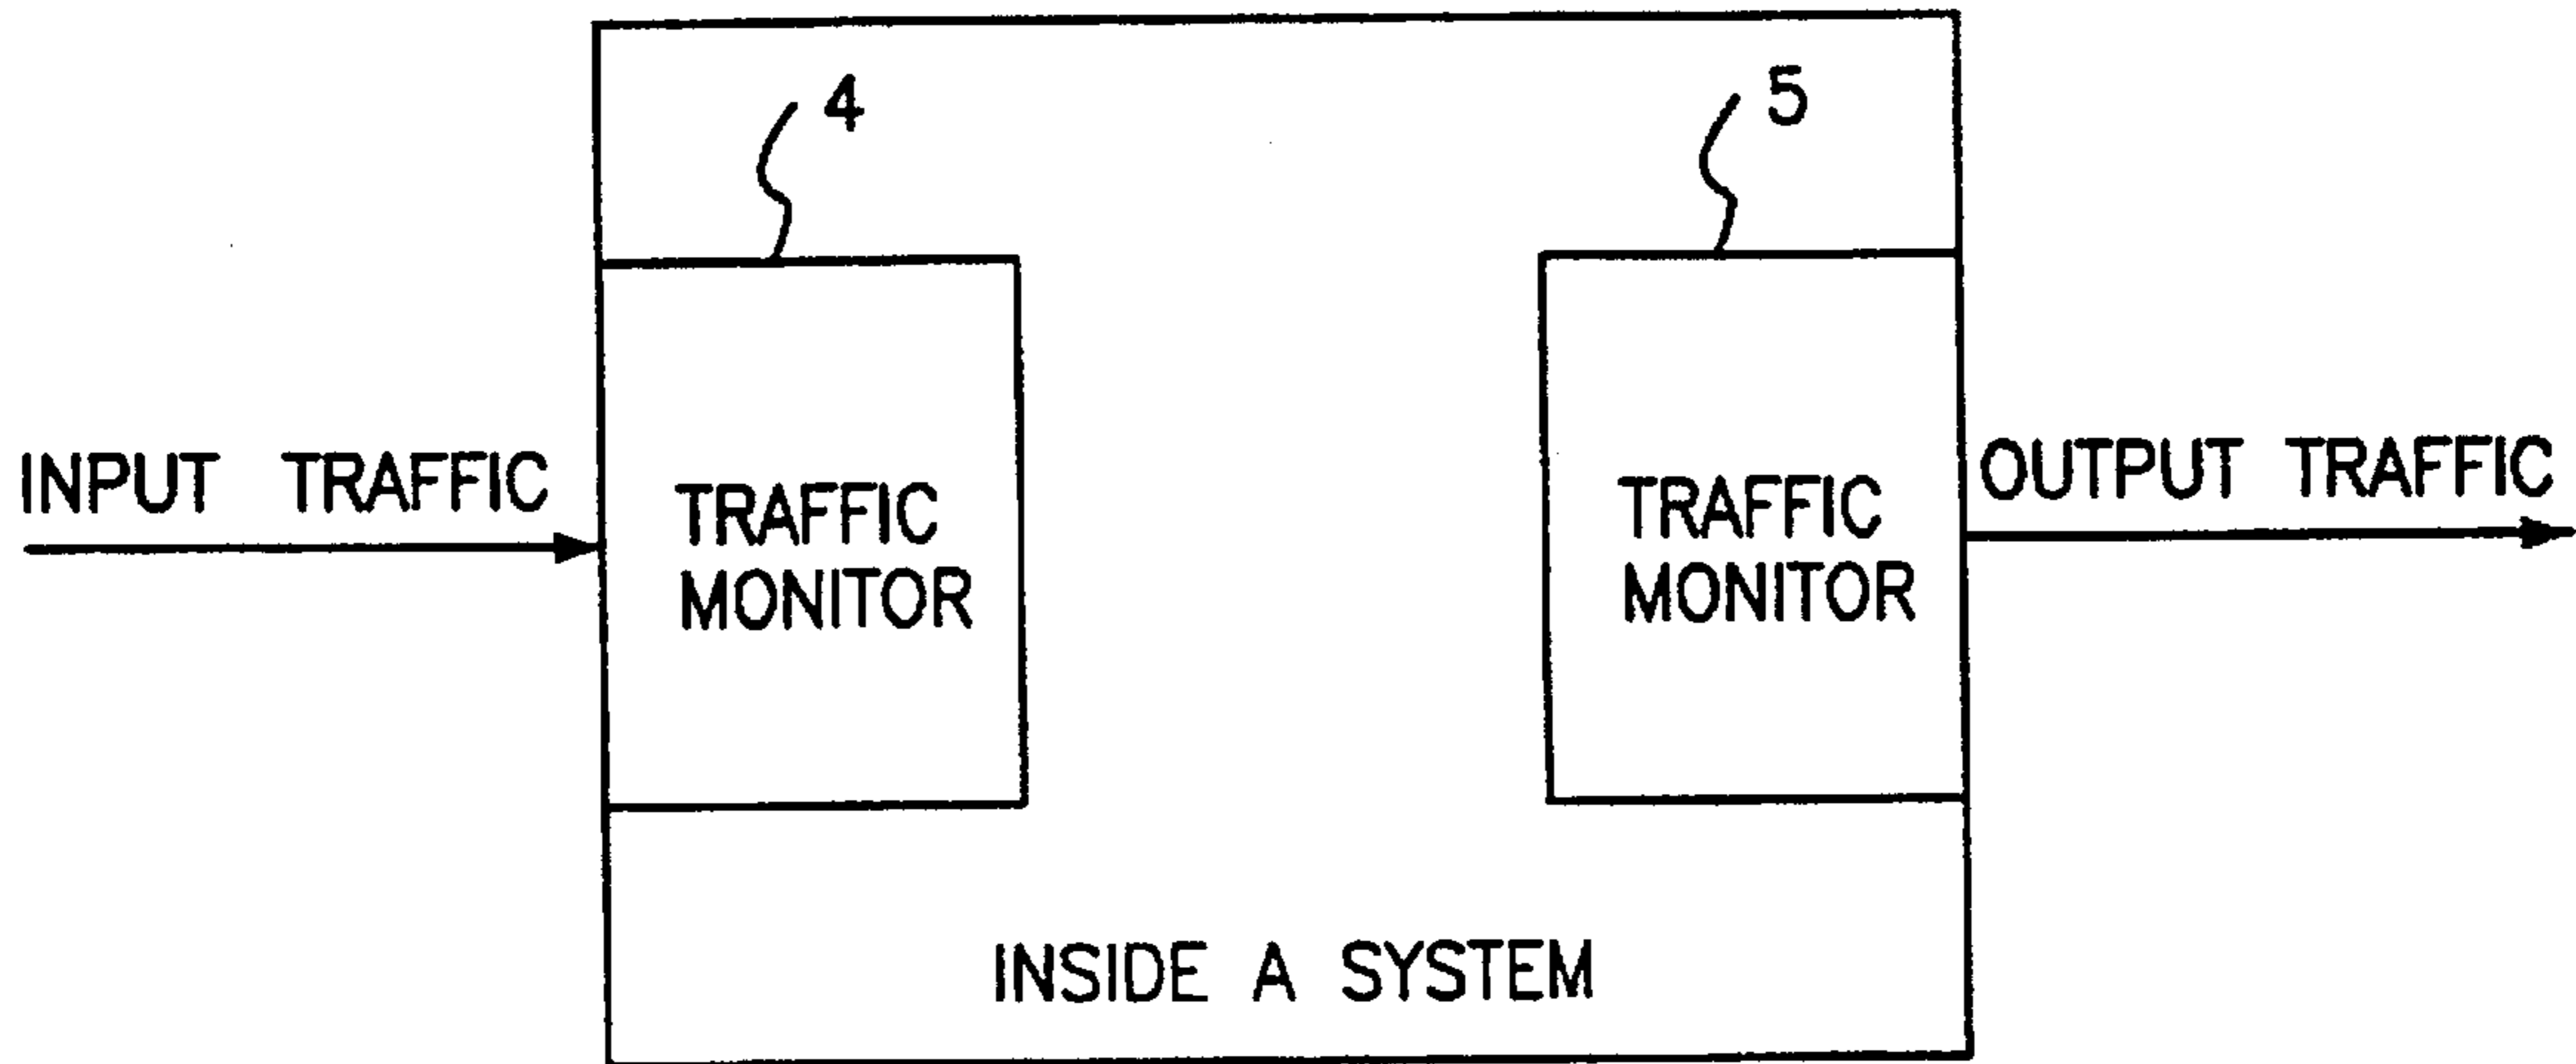 4
5
INPUT TRAFFIC
TRAFFIC
MONITOR
TRAFFIC
MONITOR
OUTPUT TRAFFIC
INSIDE A SYSTEM